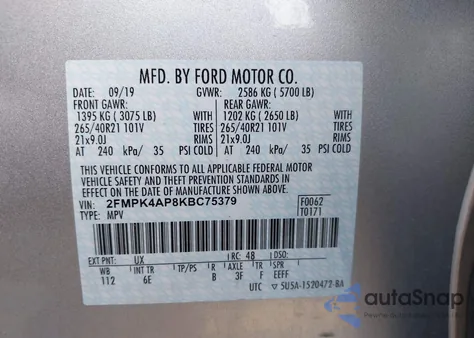 MFD. BY FORD MOTOR CO.
DATE: 09/19 GVWR: 2586 KG ( 5700 LB)
FRONT GAWR: REAR GAWR:
1395 KG ( 3075 LB) WITH 1202 KG ( 2650 LB) WITH
265/40R21 101V TIRES 265/40R21 101V TIRES
21x9.0J RIMS 21x9.0J RIMS
AT 240 kPa/ 35 PSI COLD AT 240 kPa/ 35 PSI COLD
THIS VEHICLE CONFORMS TO ALL APPLICABLE FEDERAL MOTOR
VEHICLE SAFETY AND THEFT PREVENTION STANDARDS IN
EFFECT ON THE DATE OF MANUFACTURE SHOWN ABOVE.
VIN: 2FMPK4AP8KBC75379 F0062
TYPE: MPV T0171
EXT PNT: UX RC: 48 DSO:
WB INT TR TP/PS R AXLE TR SPR
112 6E B 3F F EEFF
UTC ▽ 5U5A-1520472-BA
autoSnap